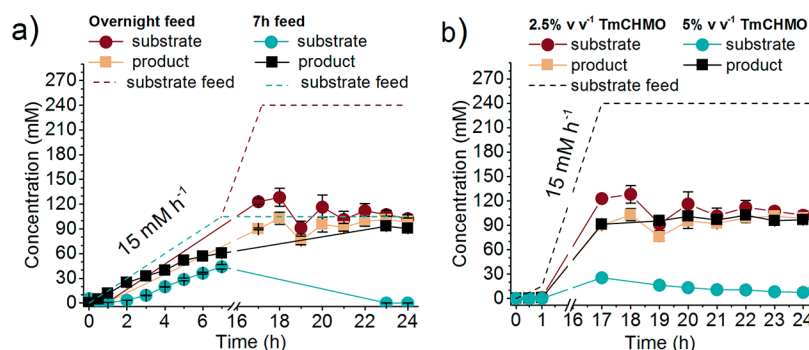 a)
Overnight feed 7h feed
substrate substrate
product product
substrate feed substrate feed
Concentration (mM)
270
240
210
180
150
120
90
60
30
0
15 mM h-1
0 2 4 6 16 18 20 22 24
Time (h)
b)
2.5% v v-1 TmCHMO 5% v v-1 TmCHMO
substrate substrate
product product
substrate feed
Concentration (mM)
270
240
210
180
150
120
90
60
30
0
15 mM h-1
0 1 16 17 18 19 20 21 22 23 24
Time (h)